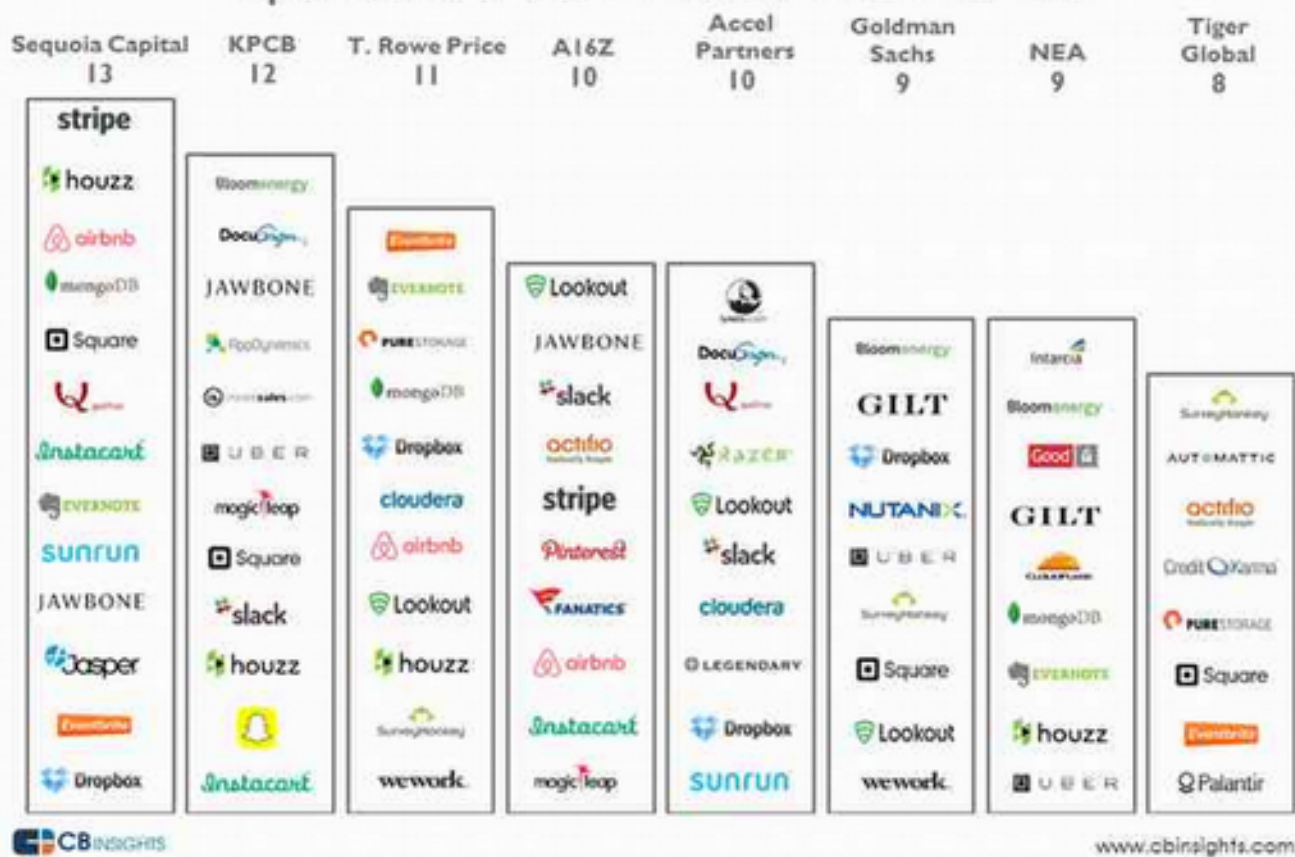 Sequoia Capital
13
KPCB
12
T. Rowe Price
11
A16Z
10
Accel
Partners
10
Goldman
Sachs
9
NEA
9
Tiger
Global
8
stripe
houzz
airbnb
mongoDB
Square
Instacart
EVERNOTE
sunrun
JAWBONE
Jasper
Eventbrite
Dropbox
Bloomenergy
DocuSign
JAWBONE
AppDynamics
insidesales.com
UBER
magic leap
Square
slack
houzz
Instacart
Eventbrite
EVERNOTE
PURESTORAGE
mongoDB
Dropbox
cloudera
airbnb
Lookout
houzz
SurveyMonkey
wework
Lookout
JAWBONE
slack
actifio
stripe
Pinterest
FANATICS
airbnb
Instacart
magic leap
DocuSign
RAZER
Lookout
slack
cloudera
LEGENDARY
Dropbox
sunrun
Bloomenergy
GILT
Dropbox
NUTANIX
UBER
SurveyMonkey
Square
Lookout
wework
Intarcia
Bloomenergy
Good
GILT
CLOUDFLARE
mongoDB
EVERNOTE
houzz
UBER
SurveyMonkey
AUTOMATTIC
actifio
Credit Karma
PURESTORAGE
Square
Eventbrite
Palantir
CBINSIGHTS
www.cbinsights.com